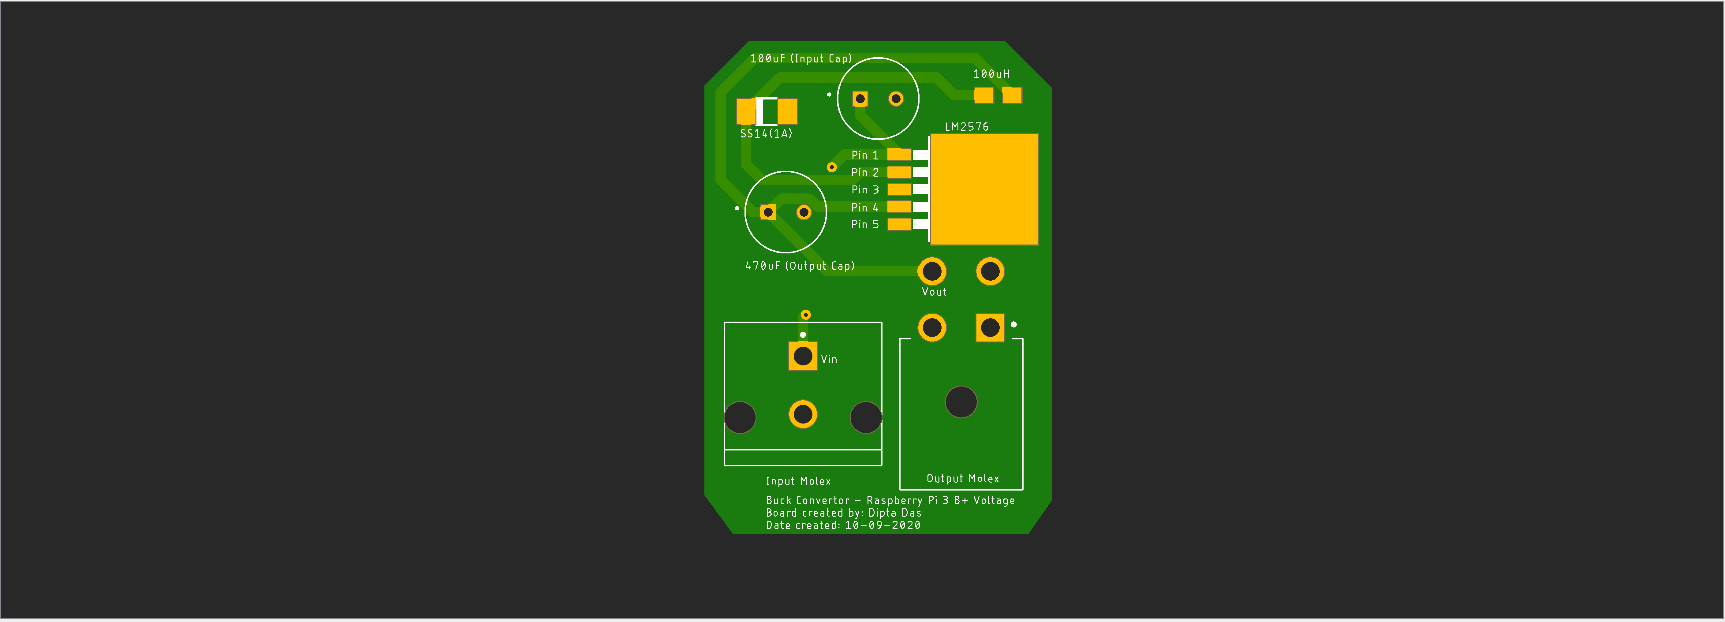 100uF (Input Cap)
100uH
SS14(1A)
LM2576
Pin 1
Pin 2
Pin 3
Pin 4
Pin 5
470uF (Output Cap)
Vout
Vin
Output Molex
Input Molex
Buck Convertor - Raspberry Pi 3 B+ Voltage
Board created by: Dipta Das
Date created: 10-09-2020